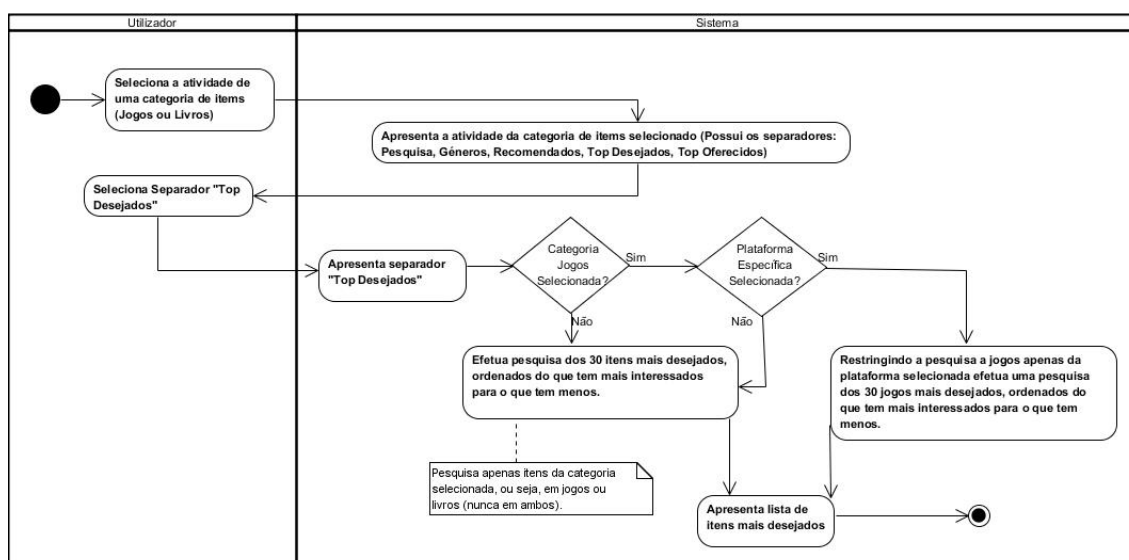 Utilizador
Sistema
Seleciona a atividade de
uma categoria de items
(Jogos ou Livros)
Apresenta a atividade da categoria de items selecionado (Possui os separadores:
Pesquisa, Géneros, Recomendados, Top Desejados, Top Oferecidos)
Seleciona Separador "Top
Desejados"
Apresenta separador
"Top Desejados"
Categoria
Jogos
Selecionada?
Sim
Não
Plataforma
Específica
Selecionada?
Sim
Não
Efetua pesquisa dos 30 itens mais desejados,
ordenados do que tem mais interessados
para o que tem menos.
Restringindo a pesquisa a jogos apenas da
plataforma selecionada efetua uma pesquisa
dos 30 jogos mais desejados, ordenados do
que tem mais interessados para o que tem
menos.
Pesquisa apenas itens da categoria
selecionada, ou seja, em jogos ou
livros (nunca em ambos).
Apresenta lista de
itens mais desejados